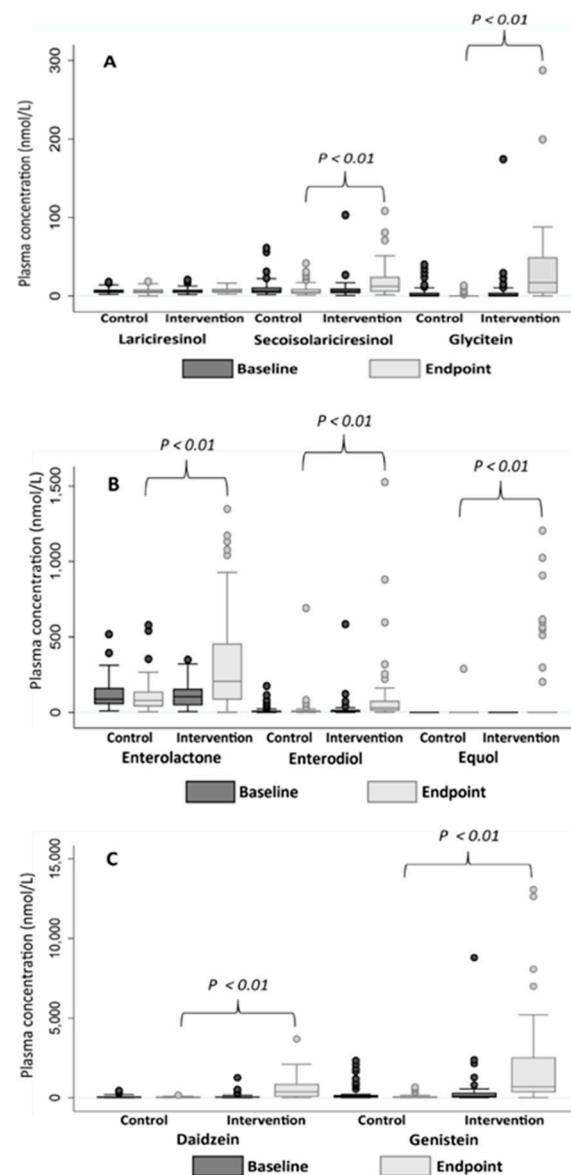 P < 0.01
A
300
200
100
0
Plasma concentration (nmol/L)
P < 0.01
Control Intervention Control Intervention Control Intervention
Lariciresinol Secoisolariciresinol Glycitein
Baseline Endpoint
P < 0.01
P < 0.01
P < 0.01
B
1,500
1,000
500
0
Plasma concentration (nmol/L)
Control Intervention Control Intervention Control Intervention
Enterolactone Enterodiol Equol
Baseline Endpoint
P < 0.01
C
15,000
10,000
5,000
0
Plasma concentration (nmol/L)
P < 0.01
Control Intervention Control Intervention
Daidzein Genistein
Baseline Endpoint